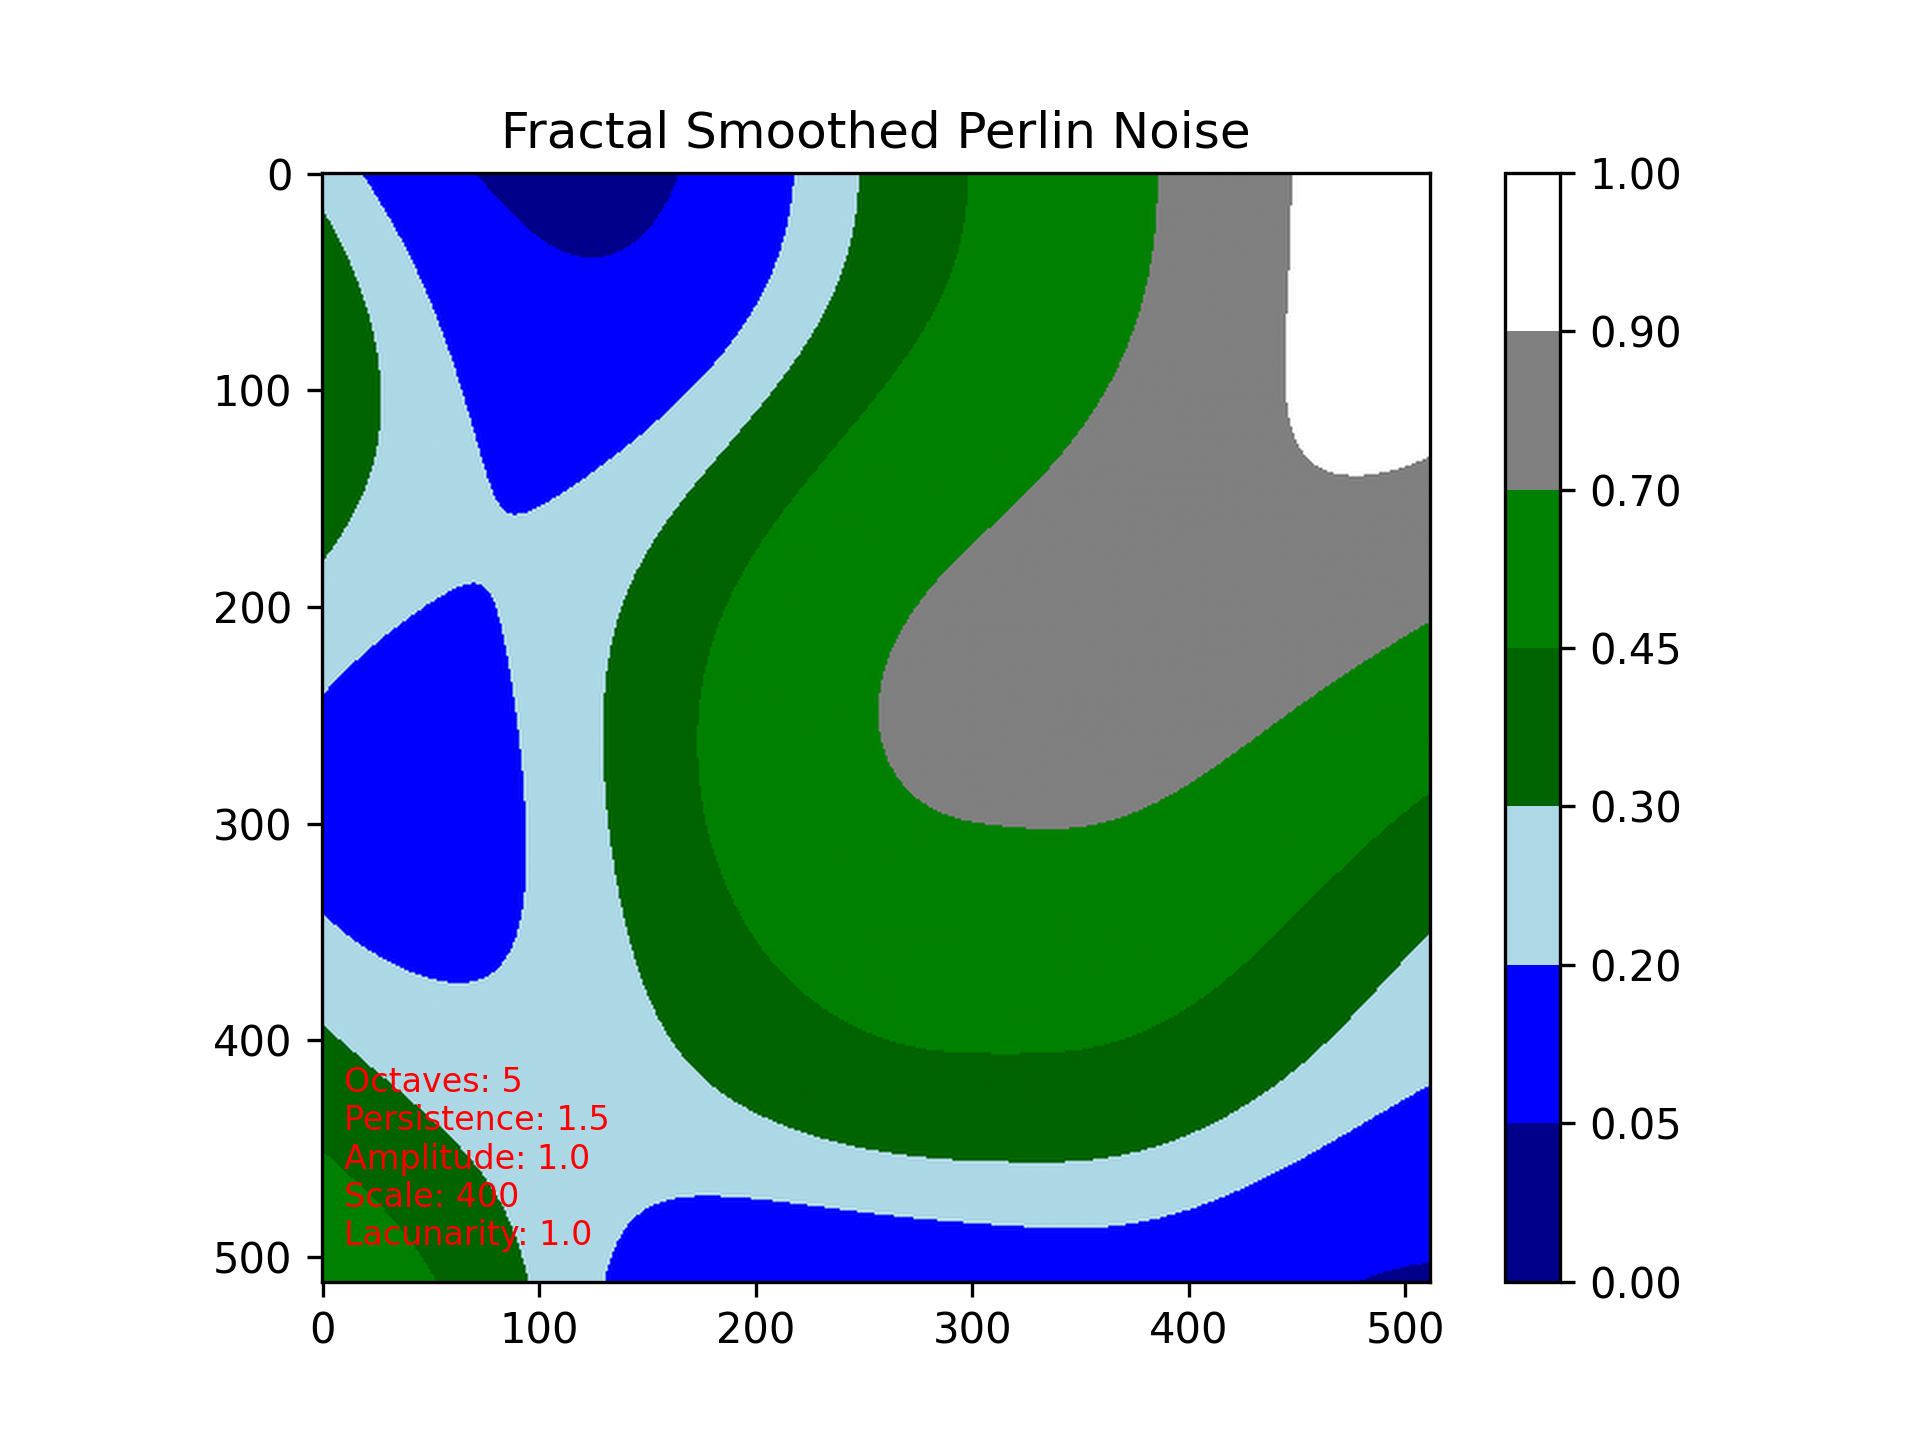 Fractal Smoothed Perlin Noise
0
100
200
300
400
500
Octaves: 5
Persistence: 1.5
Amplitude: 1.0
Scale: 400
Lacunarity: 1.0
0 100 200 300 400 500
1.00
0.90
0.70
0.45
0.30
0.20
0.05
0.00